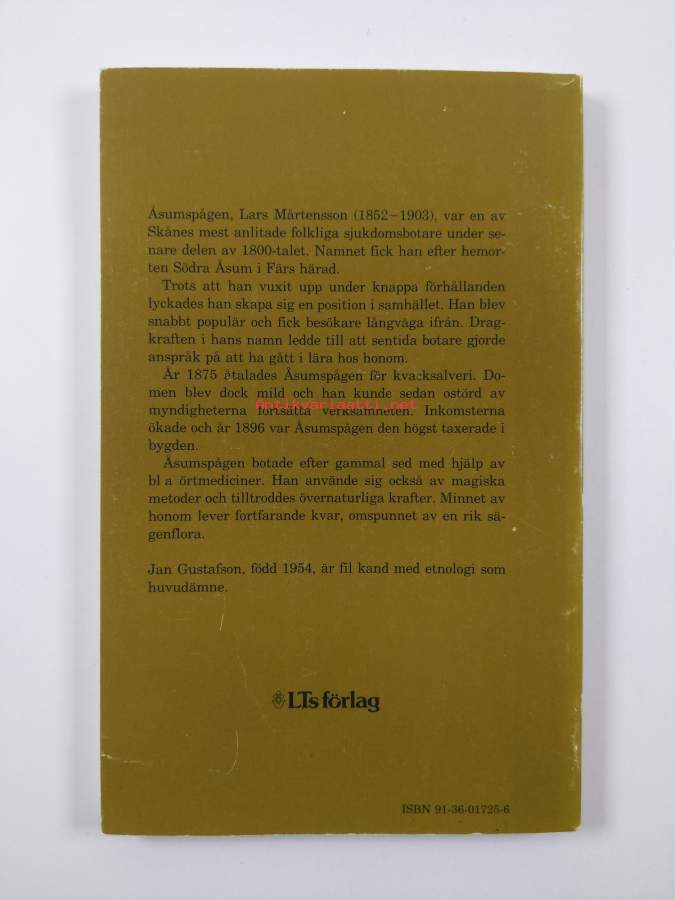 Åsumspågen, Lars Mårtensson (1852–1903), var en av
Skånes mest anlitade folkliga sjukdomsbotare under se-
nare delen av 1800-talet. Namnet fick han efter hemor-
ten Södra Åsum i Färs härad.
Trots att han vuxit upp under knappa förhållanden
lyckades han skapa sig en position i samhället. Han blev
snabbt populär och fick besökare långväga ifrån. Drag-
kraften i hans namn ledde till att sentida botare gjorde
anspråk på att ha gått i lära hos honom.
År 1875 åtalades Åsumspågen för kvacksalveri. Do-
men blev dock mild och han kunde sedan ostörd av
antikvariaatti.net
myndigheterna fortsätta verksamheten. Inkomsterna
ökade och år 1896 var Åsumspågen den högst taxerade i
bygden.
Åsumspågen botade efter gammal sed med hjälp av
bl a örtmediciner. Han använde sig också av magiska
metoder och tilltroddes övernaturliga krafter. Minnet av
honom lever fortfarande kvar, omspunnet av en rik sä-
genflora.
Jan Gustafson, född 1954, är fil kand med etnologi som
huvudämne.
LTs förlag
ISBN 91-36-01725-6